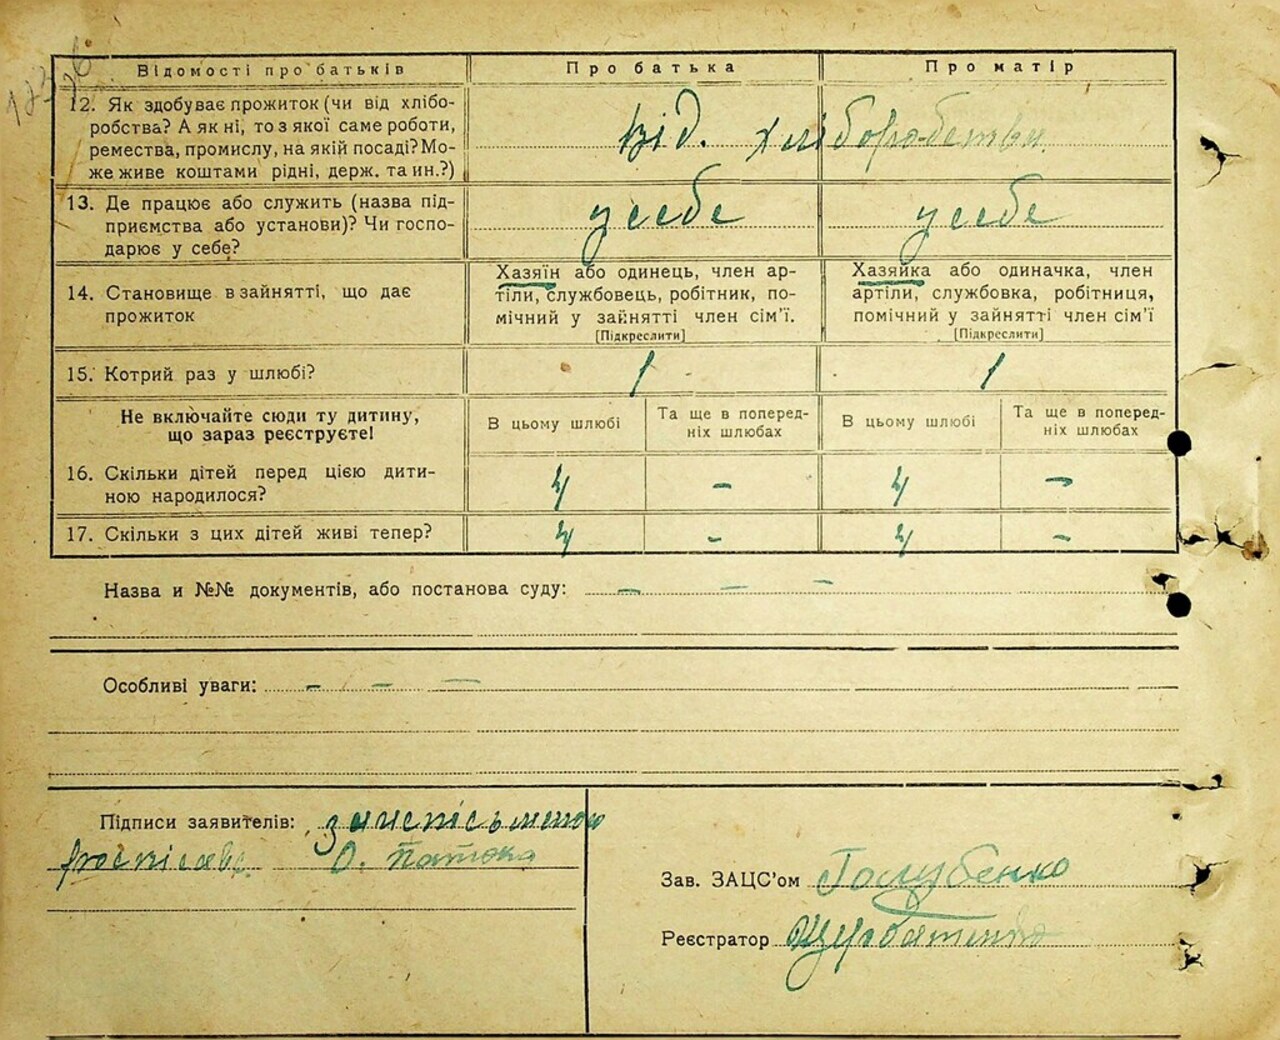 Відомості про батьків
Про батька
Про матір
12. Як здобуває прожиток (чи від хлібо-
робства? А як ні, то з якої саме роботи,
ремества, промислу, на якій посаді? Мо-
же живе коштами рідні, держ. та ин.?)
від. хліборобства
13. Де працює або служить (назва під-
приємства або установи)? Чи госпо-
дарює у себе?
у себе
у себе
14. Становище в зайнятті, що дає
прожиток
Хазяїн або одинець, член ар-
тіли, службовець, робітник, по-
мічний у зайнятті член сім'ї.
[Підкреслити]
Хазяйка або одиначка, член
артіли, службовка, робітниця,
помічний у зайнятті член сім'ї
[Підкреслити]
15. Котрий раз у шлюбі?
1
1
Не включайте сюди ту дитину,
що зараз реєструєте!
В цьому шлюбі
Та ще в поперед-
ніх шлюбах
В цьому шлюбі
Та ще в поперед-
ніх шлюбах
16. Скільки дітей перед цією дити-
ною народилося?
4
–
4
–
17. Скільки з цих дітей живі тепер?
4
–
4
–
Назва и №№ документів, або постанова суду: – – –
Особливі уваги: – – –
Підписи заявителів:
О. Патока
Зав. ЗАЦС'ом Голубенко
Реєстратор